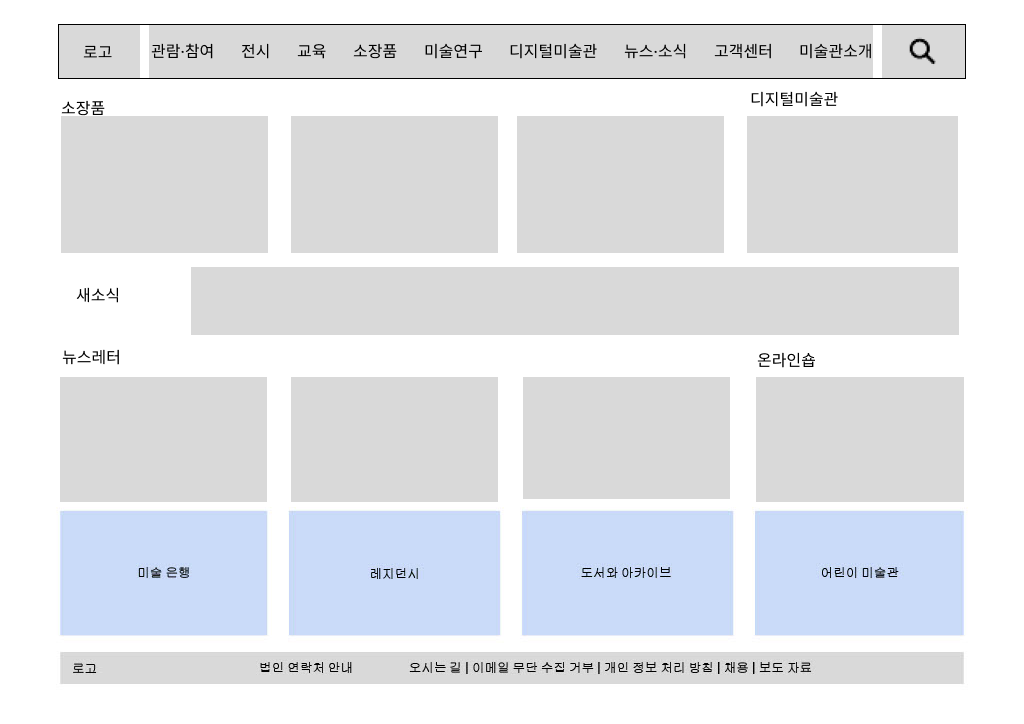 로고 관람·참여 전시 교육 소장품 미술연구 디지털미술관 뉴스·소식 고객센터 미술관소개
소장품 디지털미술관
새소식
뉴스레터 온라인숍
미술 은행 레지던시 도서와 아카이브 어린이 미술관
로고 법인 연락처 안내 오시는 길 | 이메일 무단 수집 거부 | 개인 정보 처리 방침 | 채용 | 보도 자료